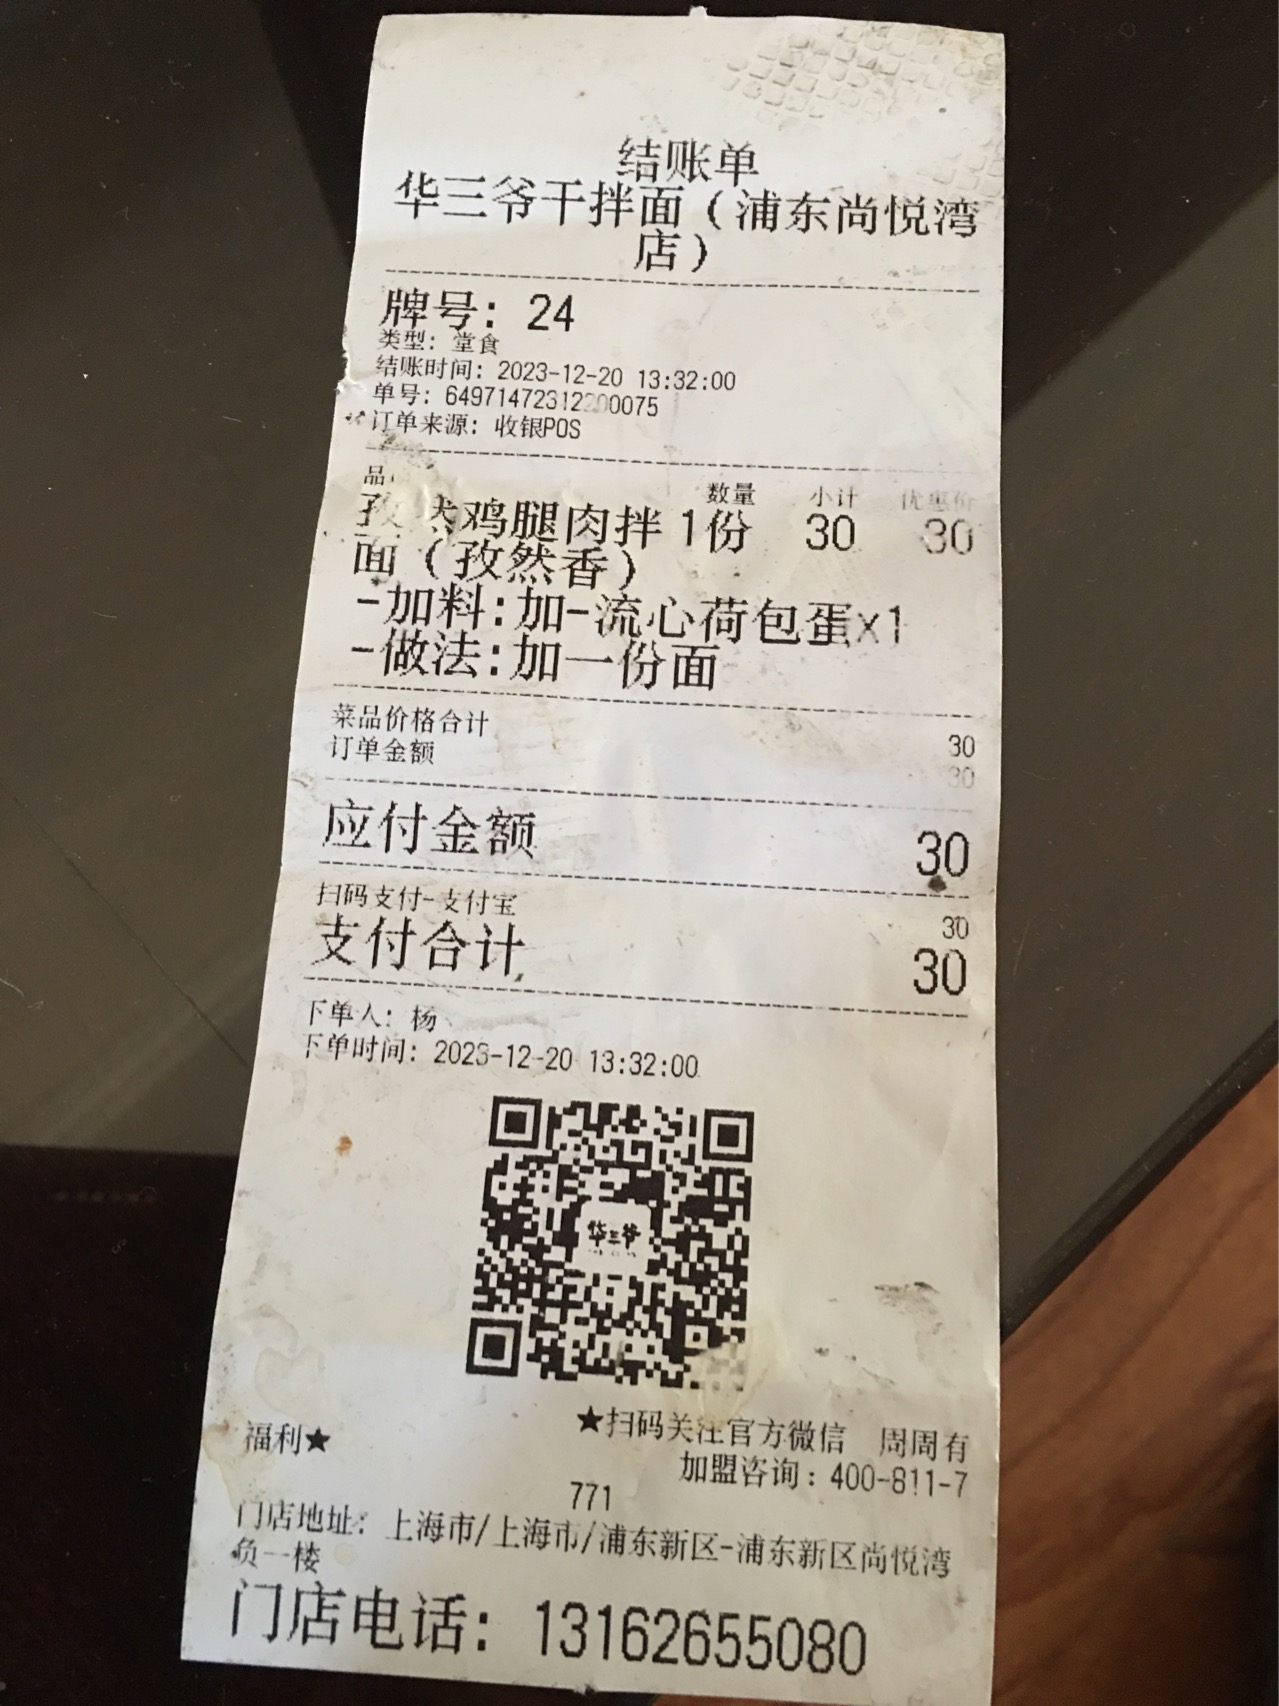 结账单
华三爷干拌面(浦东尚悦湾
店)
牌号: 24
类型: 堂食
结账时间: 2023-12-20 13:32:00
单号: 64971472312200075
订单来源: 收银POS
品 数量 小计 优惠价
孜然鸡腿肉拌 1份 30 30
面(孜然香)
-加料:加-流心荷包蛋x1
-做法:加一份面
菜品价格合计 30
订单金额 30
应付金额 30
扫码支付-支付宝 30
支付合计 30
下单人: 杨
下单时间: 2023-12-20 13:32:00
华三爷
★扫码关注官方微信 周周有
福利★
加盟咨询: 400-811-7
771
门店地址: 上海市/上海市/浦东新区-浦东新区尚悦湾
负一楼
门店电话: 13162655080